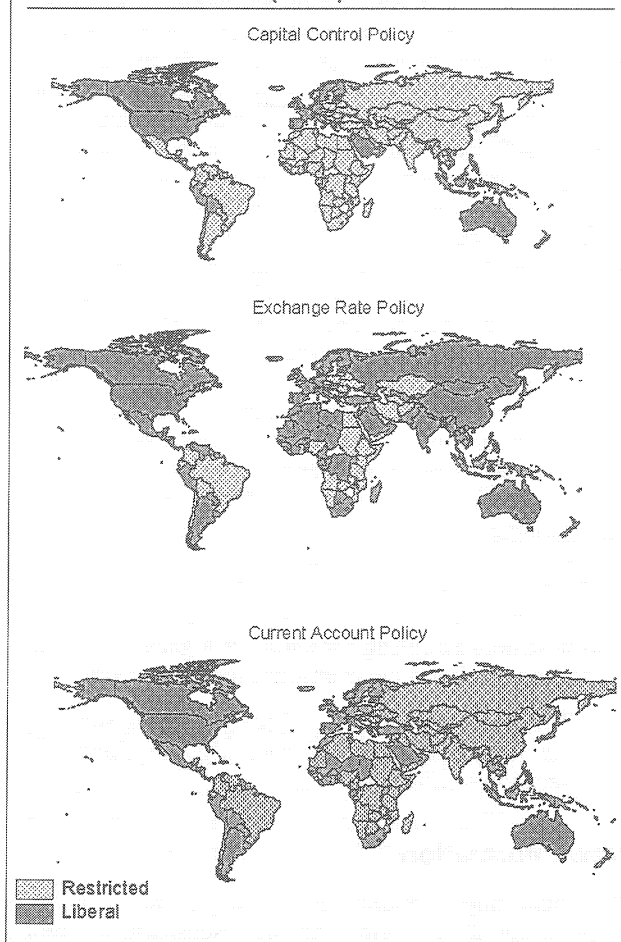 Capital Control Policy
Exchange Rate Policy
Current Account Policy
Restricted
Liberal